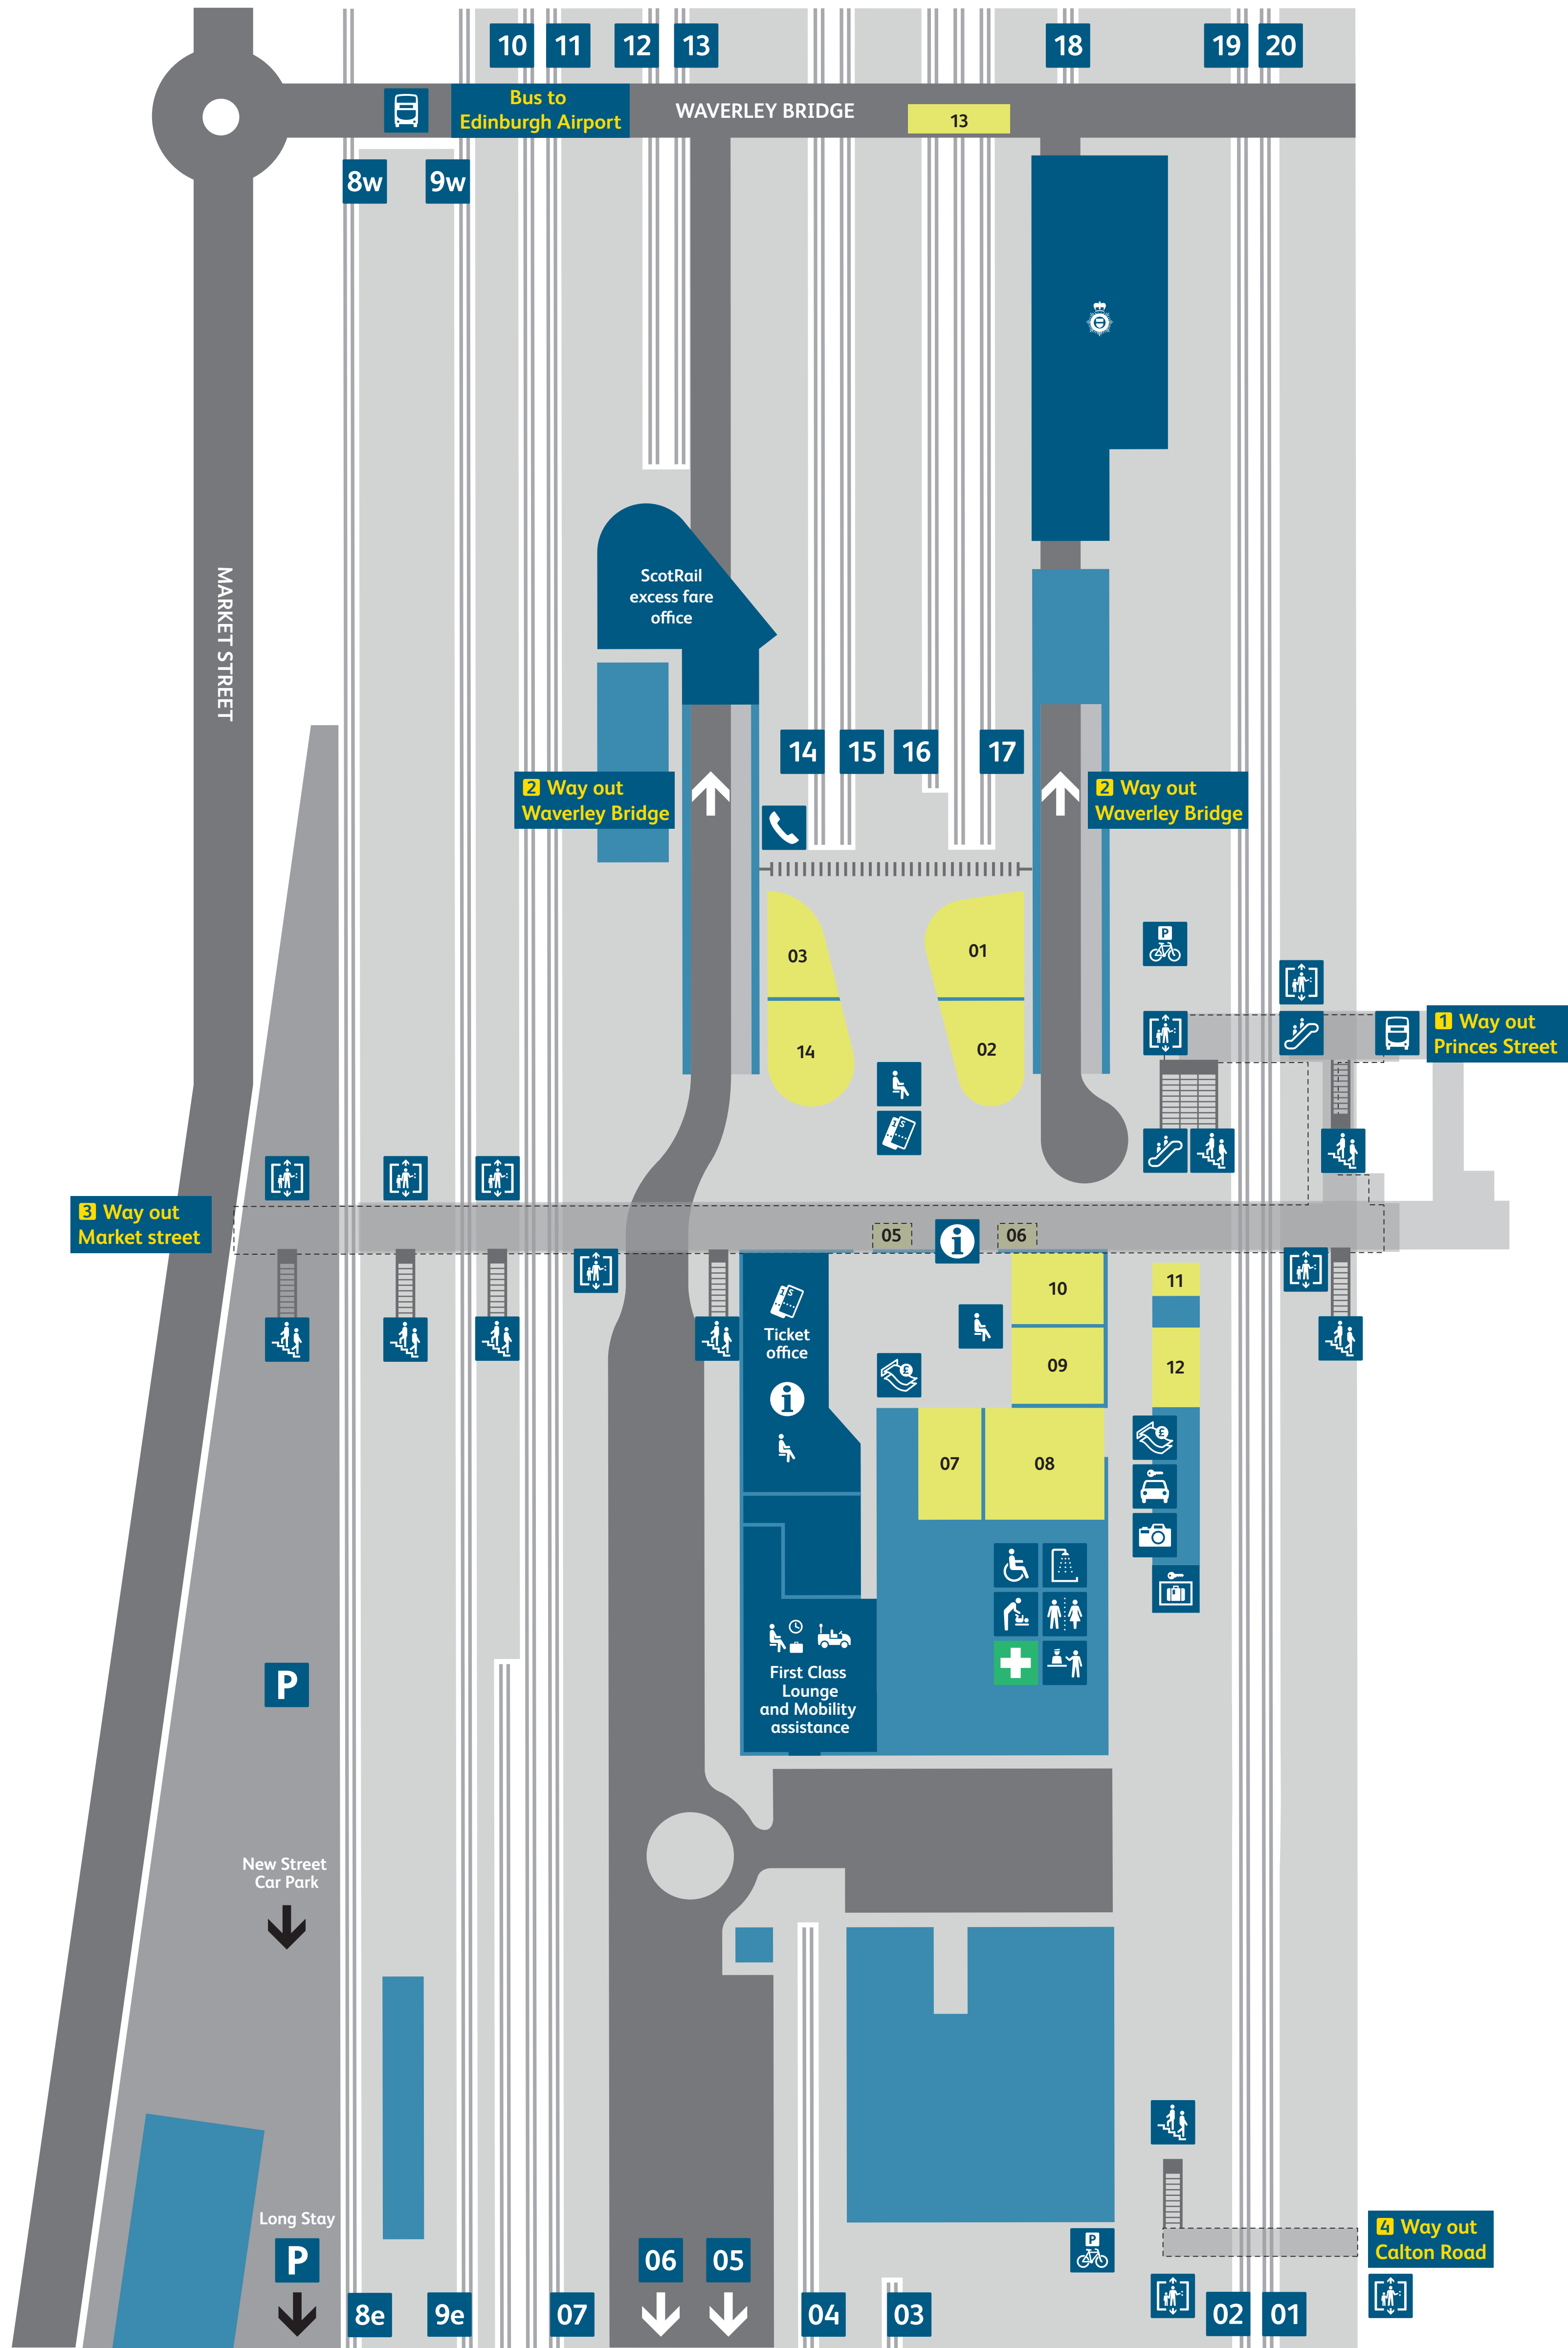 10
11
12
13
18
19
20
Bus to
Edinburgh Airport
WAVERLEY BRIDGE
13
8w
9w
MARKET STREET
ScotRail
excess fare
office
14
15
16
17
2 Way out
Waverley Bridge
2 Way out
Waverley Bridge
P
03
01
14
02
1 Way out
Princes Street
3 Way out
Market street
05
i
06
10
11
Ticket
office
09
12
£
£
i
07
08
P
First Class
Lounge
and Mobility
assistance
New Street
Car Park
Long Stay
P
06
05
P
4 Way out
Calton Road
8e
9e
07
04
03
02
01